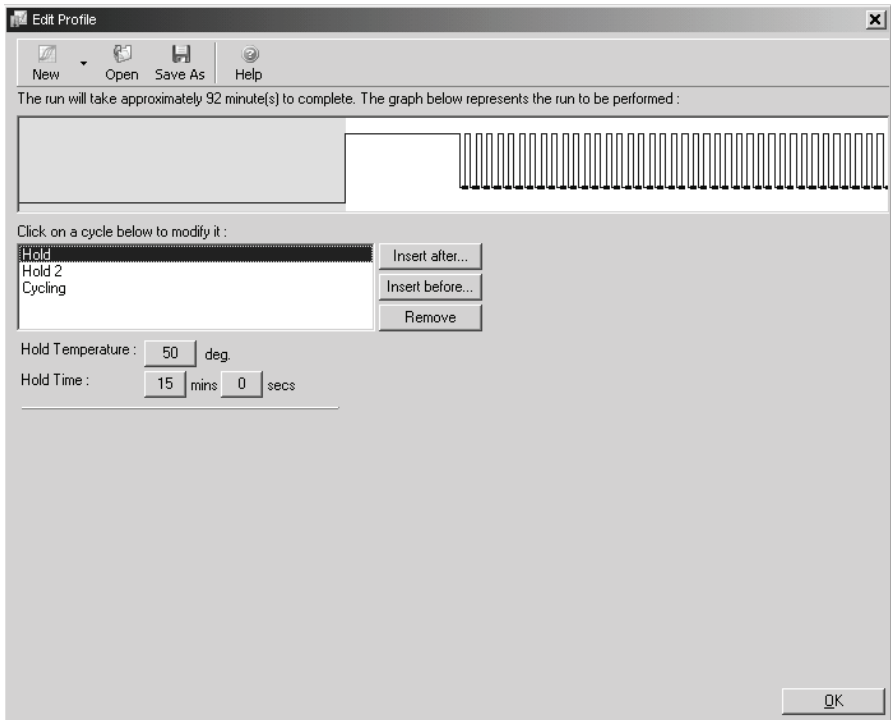 Edit Profile
New Open Save As Help
The run will take approximately 92 minute(s) to complete. The graph below represents the run to be performed :
Click on a cycle below to modify it :
Hold
Hold 2
Cycling
Insert after...
Insert before...
Remove
Hold Temperature : 50 deg.
Hold Time : 15 mins 0 secs
OK